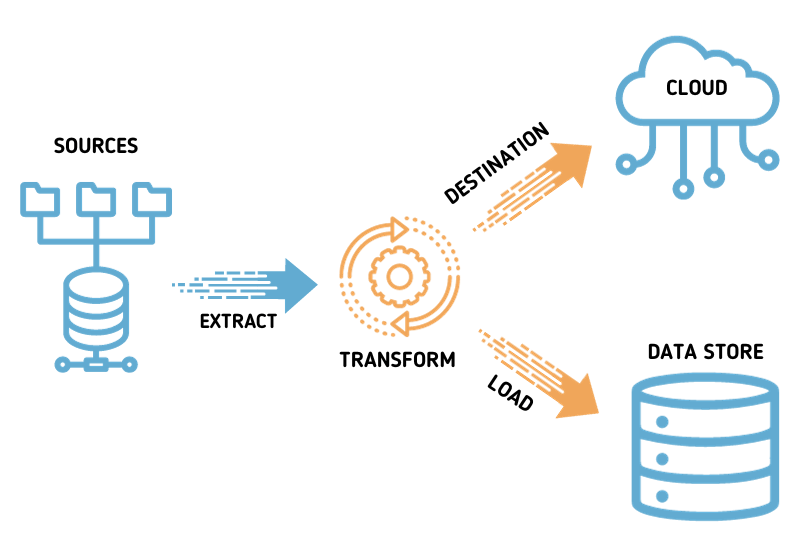 SOURCES
EXTRACT
TRANSFORM
DESTINATION
CLOUD
LOAD
DATA STORE